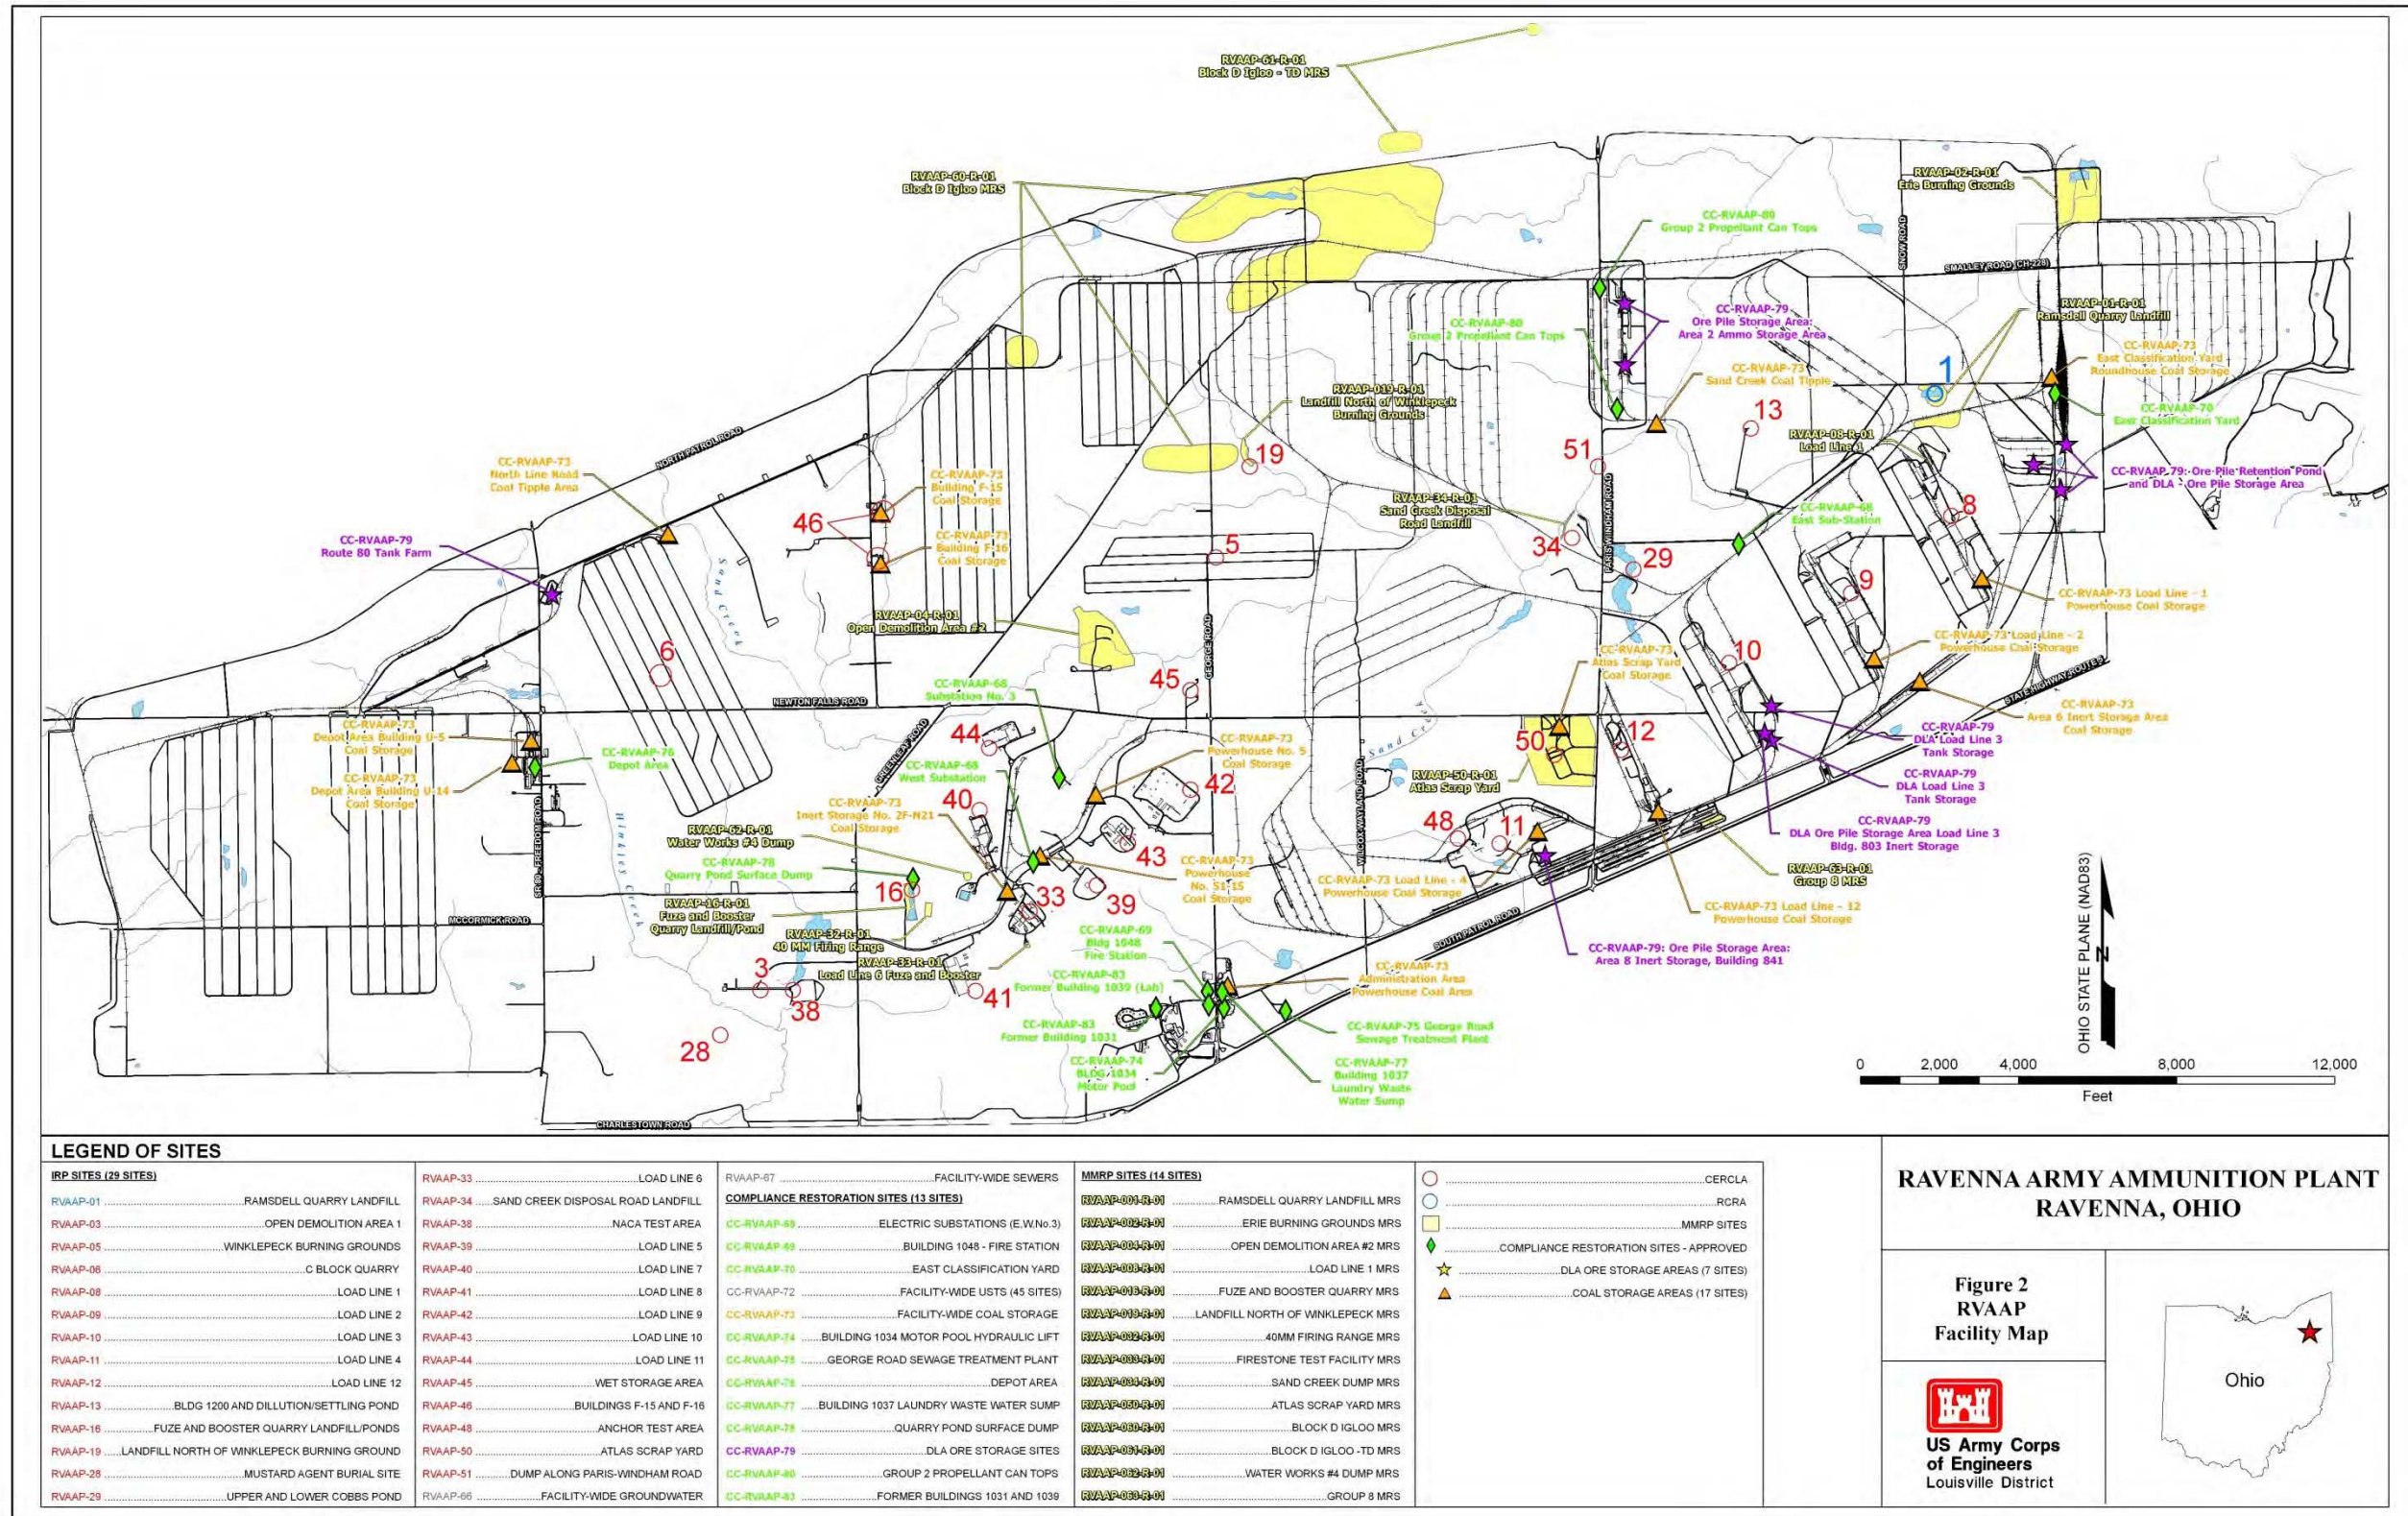 RVAAP-61-R-01
Block D Igloo - TD MRS
RVAAP-60-R-01
Block D Igloo MRS
RVAAP-02-R-01
Erie Burning Grounds
CC-RVAAP-80
Group 2 Propellant Can Tops
SNOW ROAD
SMALLEY ROAD (CH-228)
CC-RVAAP-79
Ore Pile Storage Area:
Area 2 Ammo Storage Area
CC-RVAAP-80
Group 2 Propellant Can Tops
RVAAP-01-R-01
Ramsdell Quarry Landfill
CC-RVAAP-73
East Classification Yard
Roundhouse Coal Storage
1
CC-RVAAP-73
Sand Creek Coal Tipple
RVAAP-019-R-01
Landfill North of Winklepeck
Burning Grounds
13
CC-RVAAP-70
East Classification Yard
RVAAP-08-R-01
Load Line 1
NORTH PATROL ROAD
CC-RVAAP-73
North Line Road
Coal Tipple Area
19
51
CC-RVAAP-79: Ore Pile Retention Pond
and DLA - Ore Pile Storage Area
CC-RVAAP-73
Building F-15
Coal Storage
46
RVAAP-34-R-01
Sand Creek Disposal
Road Landfill
PARIS WINDHAM ROAD
8
CC-RVAAP-68
East Sub-Station
CC-RVAAP-79
Route 80 Tank Farm
CC-RVAAP-73
Building F-16
Coal Storage
5
34
29
9
Sand Creek
CC-RVAAP-73 Load Line - 1
Powerhouse Coal Storage
RVAAP-04-R-01
Open Demolition Area #2
GEORGE ROAD
6
CC-RVAAP-73 Load Line - 2
Powerhouse Coal Storage
10
CC-RVAAP-73
Atlas Scrap Yard
Coal Storage
45
CC-RVAAP-68
Substation No. 3
NEWTON FALLS ROAD
STATE HIGHWAY ROUTE 5
CC-RVAAP-73
Area 6 Inert Storage Area
Coal Storage
CC-RVAAP-73
Depot Area Building U-5
Coal Storage
CC-RVAAP-76
Depot Area
44
GREENLEAF ROAD
CC-RVAAP-73
Powerhouse No. 5
Coal Storage
Sand Cr
50
12
CC-RVAAP-79
DLA Load Line 3
Tank Storage
CC-RVAAP-68
West Substation
CC-RVAAP-73
Depot Area Building U-14
Coal Storage
42
RVAAP-50-R-01
Atlas Scrap Yard
CC-RVAAP-79
DLA Load Line 3
Tank Storage
SR 80 - FREEDOM ROAD
CC-RVAAP-73
Inert Storage No. 2F-N21
Coal Storage
40
WILCOX-WAYLAND ROAD
48
11
CC-RVAAP-79
DLA Ore Pile Storage Area Load Line 3
Bldg. 803 Inert Storage
Hinkley Creek
RVAAP-62-R-01
Water Works #4 Dump
43
CC-RVAAP-78
Quarry Pond Surface Dump
CC-RVAAP-73
Powerhouse
No. S1-15
Coal Storage
CC-RVAAP-73 Load Line - 4
Powerhouse Coal Storage
RVAAP-63-R-01
Group 8 MRS
16
33
39
RVAAP-16-R-01
Fuze and Booster
Quarry Landfill/Pond
MCCORMICK ROAD
CC-RVAAP-73 Load Line - 12
Powerhouse Coal Storage
SOUTH PATROL ROAD
RVAAP-32-R-01
40 MM Firing Range
CC-RVAAP-69
Bldg 1048
Fire Station
CC-RVAAP-79: Ore Pile Storage Area:
Area 8 Inert Storage, Building 841
RVAAP-33-R-01
Load Line 6 Fuze and Booster
3
CC-RVAAP-83
Former Building 1039 (Lab)
CC-RVAAP-73
Administration Area
Powerhouse Coal Area
38
41
CC-RVAAP-83
Former Building 1031
CC-RVAAP-75 George Road
Sewage Treatment Plant
28
CC-RVAAP-74
BLDG 1034
Motor Pool
CC-RVAAP-77
Building 1037
Laundry Waste
Water Sump
CHARLESTOWN ROAD
OHIO STATE PLANE (NAD83)
N
0 2,000 4,000 8,000 12,000
Feet
LEGEND OF SITES
IRP SITES (29 SITES)
RVAAP-01 RAMSDELL QUARRY LANDFILL
RVAAP-03 OPEN DEMOLITION AREA 1
RVAAP-05 WINKLEPECK BURNING GROUNDS
RVAAP-06 C BLOCK QUARRY
RVAAP-08 LOAD LINE 1
RVAAP-09 LOAD LINE 2
RVAAP-10 LOAD LINE 3
RVAAP-11 LOAD LINE 4
RVAAP-12 LOAD LINE 12
RVAAP-13 BLDG 1200 AND DILLUTION/SETTLING POND
RVAAP-16 FUZE AND BOOSTER QUARRY LANDFILL/PONDS
RVAAP-19 LANDFILL NORTH OF WINKLEPECK BURNING GROUND
RVAAP-28 MUSTARD AGENT BURIAL SITE
RVAAP-29 UPPER AND LOWER COBBS POND
RVAAP-33 LOAD LINE 6
RVAAP-34 SAND CREEK DISPOSAL ROAD LANDFILL
RVAAP-38 NACA TEST AREA
RVAAP-39 LOAD LINE 5
RVAAP-40 LOAD LINE 7
RVAAP-41 LOAD LINE 8
RVAAP-42 LOAD LINE 9
RVAAP-43 LOAD LINE 10
RVAAP-44 LOAD LINE 11
RVAAP-45 WET STORAGE AREA
RVAAP-46 BUILDINGS F-15 AND F-16
RVAAP-48 ANCHOR TEST AREA
RVAAP-50 ATLAS SCRAP YARD
RVAAP-51 DUMP ALONG PARIS-WINDHAM ROAD
RVAAP-66 FACILITY-WIDE GROUNDWATER
RVAAP-67 FACILITY-WIDE SEWERS
COMPLIANCE RESTORATION SITES (13 SITES)
CC-RVAAP-68 ELECTRIC SUBSTATIONS (E,W,No.3)
CC-RVAAP-69 BUILDING 1048 - FIRE STATION
CC-RVAAP-70 EAST CLASSIFICATION YARD
CC-RVAAP-72 FACILITY-WIDE USTS (45 SITES)
CC-RVAAP-73 FACILITY-WIDE COAL STORAGE
CC-RVAAP-74 BUILDING 1034 MOTOR POOL HYDRAULIC LIFT
CC-RVAAP-75 GEORGE ROAD SEWAGE TREATMENT PLANT
CC-RVAAP-76 DEPOT AREA
CC-RVAAP-77 BUILDING 1037 LAUNDRY WASTE WATER SUMP
CC-RVAAP-78 QUARRY POND SURFACE DUMP
CC-RVAAP-79 DLA ORE STORAGE SITES
CC-RVAAP-80 GROUP 2 PROPELLANT CAN TOPS
CC-RVAAP-83 FORMER BUILDINGS 1031 AND 1039
MMRP SITES (14 SITES)
RVAAP-001-R-01 RAMSDELL QUARRY LANDFILL MRS
RVAAP-002-R-01 ERIE BURNING GROUNDS MRS
RVAAP-004-R-01 OPEN DEMOLITION AREA #2 MRS
RVAAP-008-R-01 LOAD LINE 1 MRS
RVAAP-016-R-01 FUZE AND BOOSTER QUARRY MRS
RVAAP-019-R-01 LANDFILL NORTH OF WINKLEPECK MRS
RVAAP-032-R-01 40MM FIRING RANGE MRS
RVAAP-033-R-01 FIRESTONE TEST FACILITY MRS
RVAAP-034-R-01 SAND CREEK DUMP MRS
RVAAP-050-R-01 ATLAS SCRAP YARD MRS
RVAAP-060-R-01 BLOCK D IGLOO MRS
RVAAP-061-R-01 BLOCK D IGLOO -TD MRS
RVAAP-062-R-01 WATER WORKS #4 DUMP MRS
RVAAP-063-R-01 GROUP 8 MRS
CERCLA
RCRA
MMRP SITES
COMPLIANCE RESTORATION SITES - APPROVED
DLA ORE STORAGE AREAS (7 SITES)
COAL STORAGE AREAS (17 SITES)
RAVENNA ARMY AMMUNITION PLANT
RAVENNA, OHIO
Figure 2
RVAAP
Facility Map
US Army Corps
of Engineers
Louisville District
Ohio